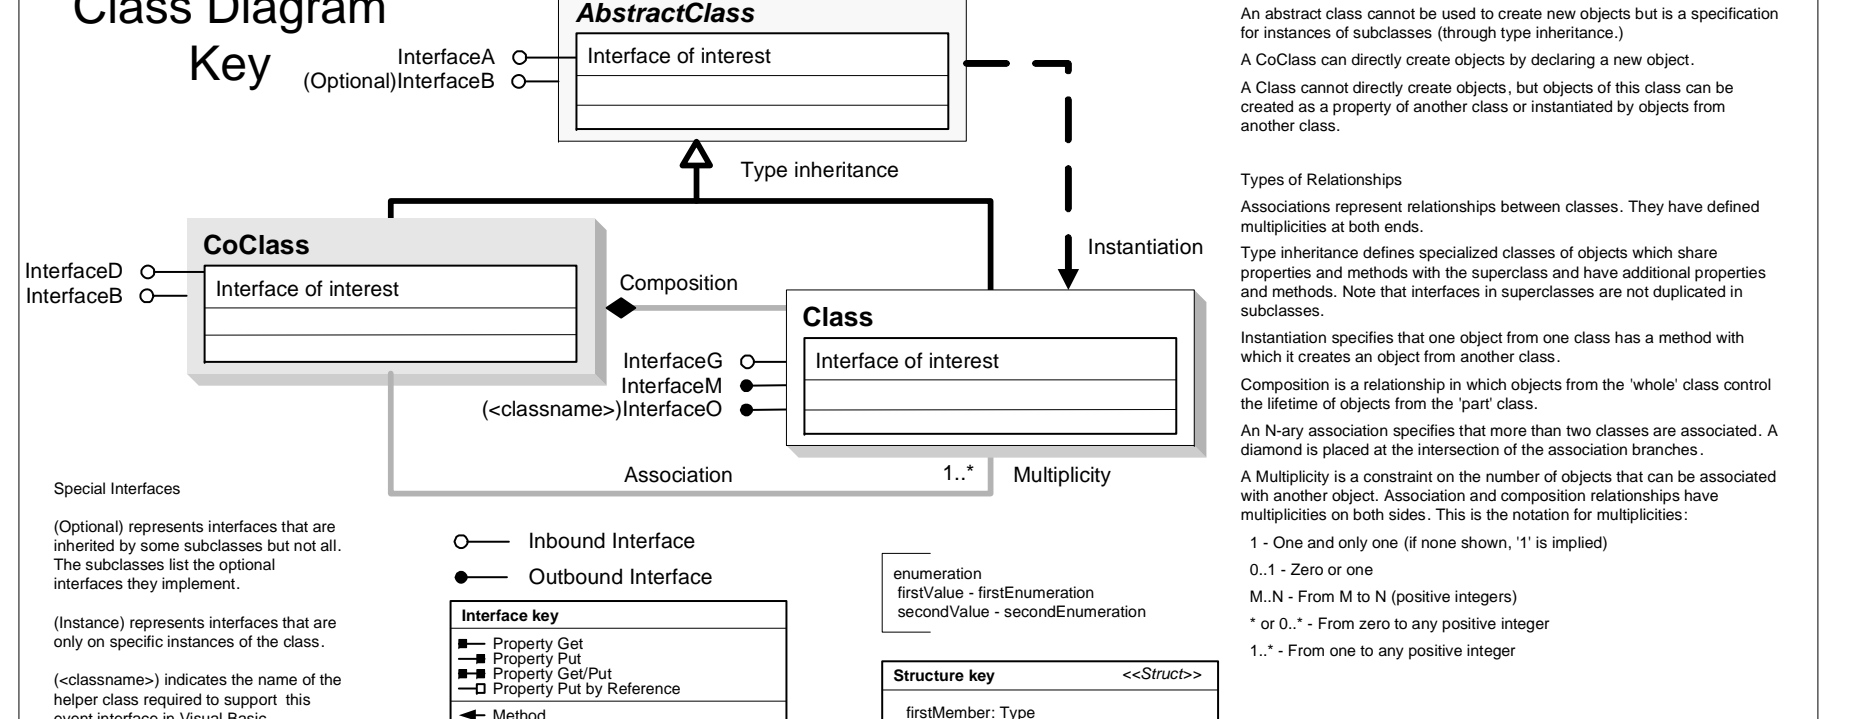 Class Diagram
Key
AbstractClass
Interface of interest
InterfaceA
(Optional)InterfaceB
Type inheritance
CoClass
Interface of interest
InterfaceD
InterfaceB
Composition
Instantiation
Class
Interface of interest
InterfaceG
InterfaceM
(<classname>)InterfaceO
Association
1..*
Multiplicity
Special Interfaces
(Optional) represents interfaces that are
inherited by some subclasses but not all.
The subclasses list the optional
interfaces they implement.
(Instance) represents interfaces that are
only on specific instances of the class.
(<classname>) indicates the name of the
helper class required to support this
event interface in Visual Basic.
Inbound Interface
Outbound Interface
Interface key
Property Get
Property Put
Property Get/Put
Property Put by Reference
Method
enumeration
firstValue - firstEnumeration
secondValue - secondEnumeration
Structure key
<<Struct>>
firstMember: Type
An abstract class cannot be used to create new objects but is a specification
for instances of subclasses (through type inheritance.)
A CoClass can directly create objects by declaring a new object.
A Class cannot directly create objects, but objects of this class can be
created as a property of another class or instantiated by objects from
another class.
Types of Relationships
Associations represent relationships between classes. They have defined
multiplicities at both ends.
Type inheritance defines specialized classes of objects which share
properties and methods with the superclass and have additional properties
and methods. Note that interfaces in superclasses are not duplicated in
subclasses.
Instantiation specifies that one object from one class has a method with
which it creates an object from another class.
Composition is a relationship in which objects from the 'whole' class control
the lifetime of objects from the 'part' class.
An N-ary association specifies that more than two classes are associated. A
diamond is placed at the intersection of the association branches.
A Multiplicity is a constraint on the number of objects that can be associated
with another object. Association and composition relationships have
multiplicities on both sides. This is the notation for multiplicities:
1 - One and only one (if none shown, '1' is implied)
0..1 - Zero or one
M..N - From M to N (positive integers)
* or 0..* - From zero to any positive integer
1..* - From one to any positive integer